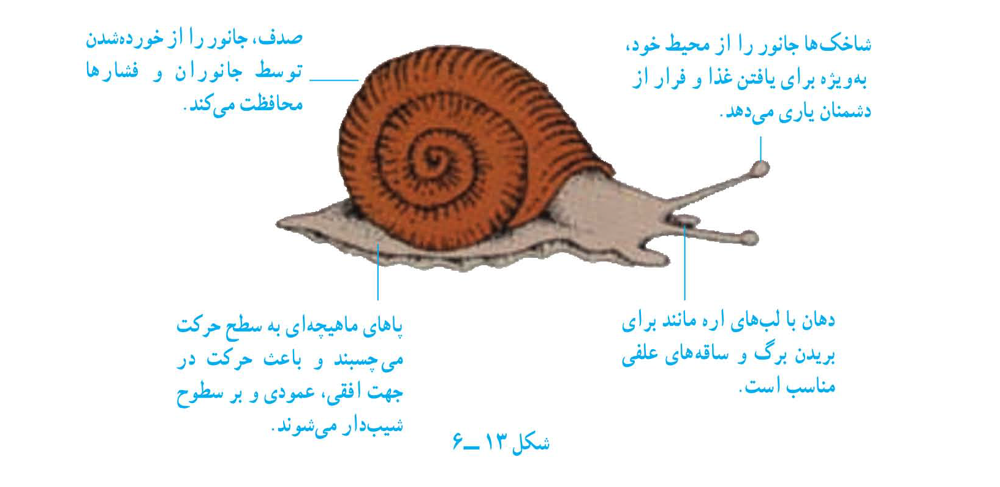 شاخک‌ها جانور را از محیط خود،
به‌ویژه برای یافتن غذا و فرار از
دشمنان یاری می‌دهد.
صدف، جانور را از خورده‌شدن
توسط جانوران و فشارها
محافظت می‌کند.
دهان با لب‌های اره مانند برای
بریدن برگ و ساقه‌های علفی
مناسب است.
پاهای ماهیچه‌ای به سطح حرکت
می‌چسبند و باعث حرکت در
جهت افقی، عمودی و بر سطوح
شیب‌دار می‌شوند.
شکل ۱۳ ــ۶